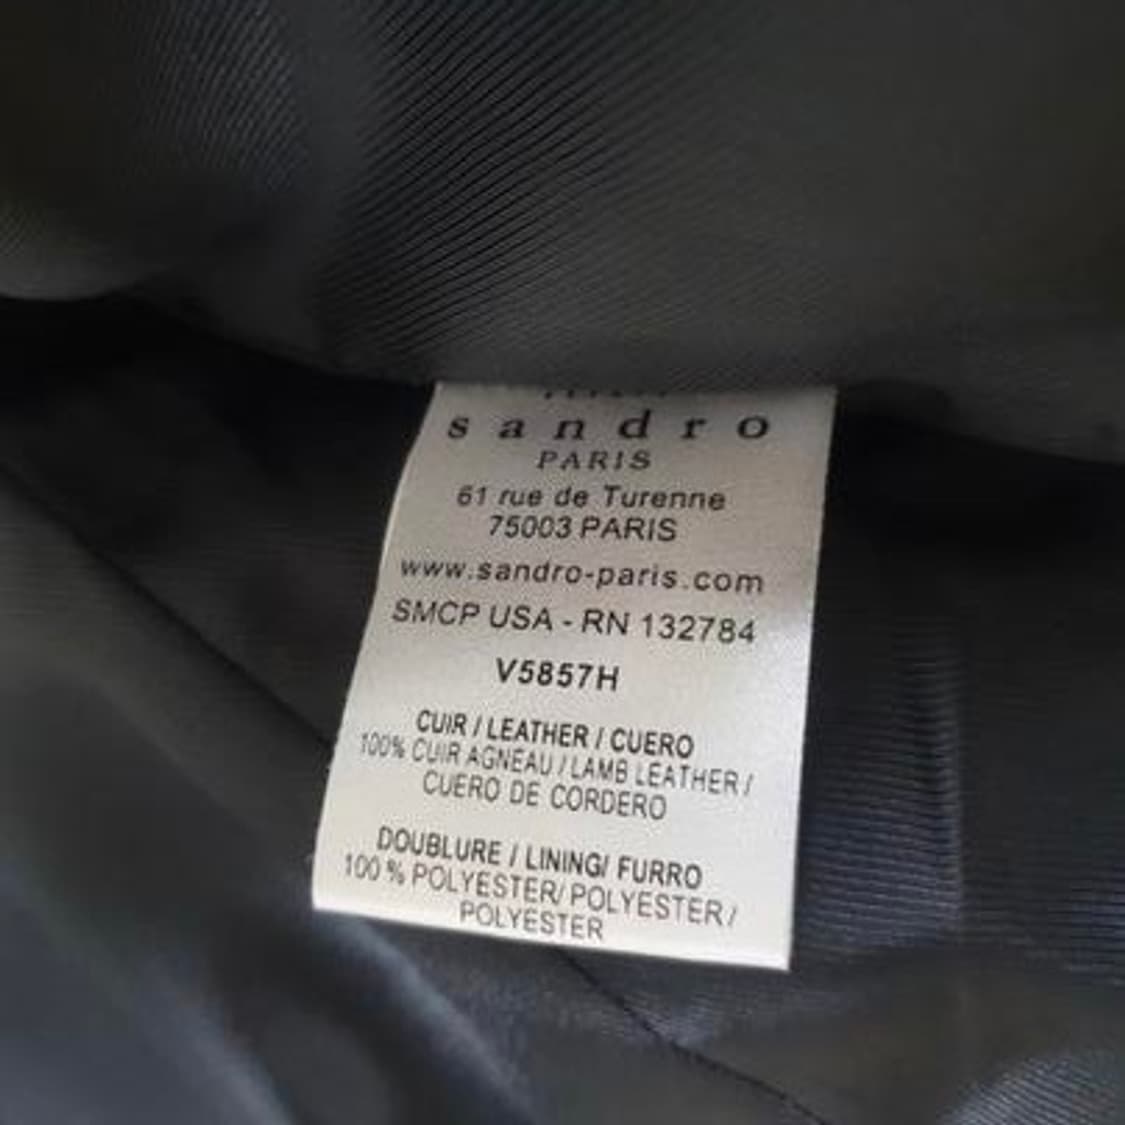 sandro
PARIS
61 rue de Turenne
75003 PARIS
www.sandro-paris.com
SMCP USA - RN 132784
V5857H
CUIR / LEATHER / CUERO
100% CUIR AGNEAU / LAMB LEATHER /
CUERO DE CORDERO
DOUBLURE / LINING/ FURRO
100 % POLYESTER/ POLYESTER /
POLYESTER